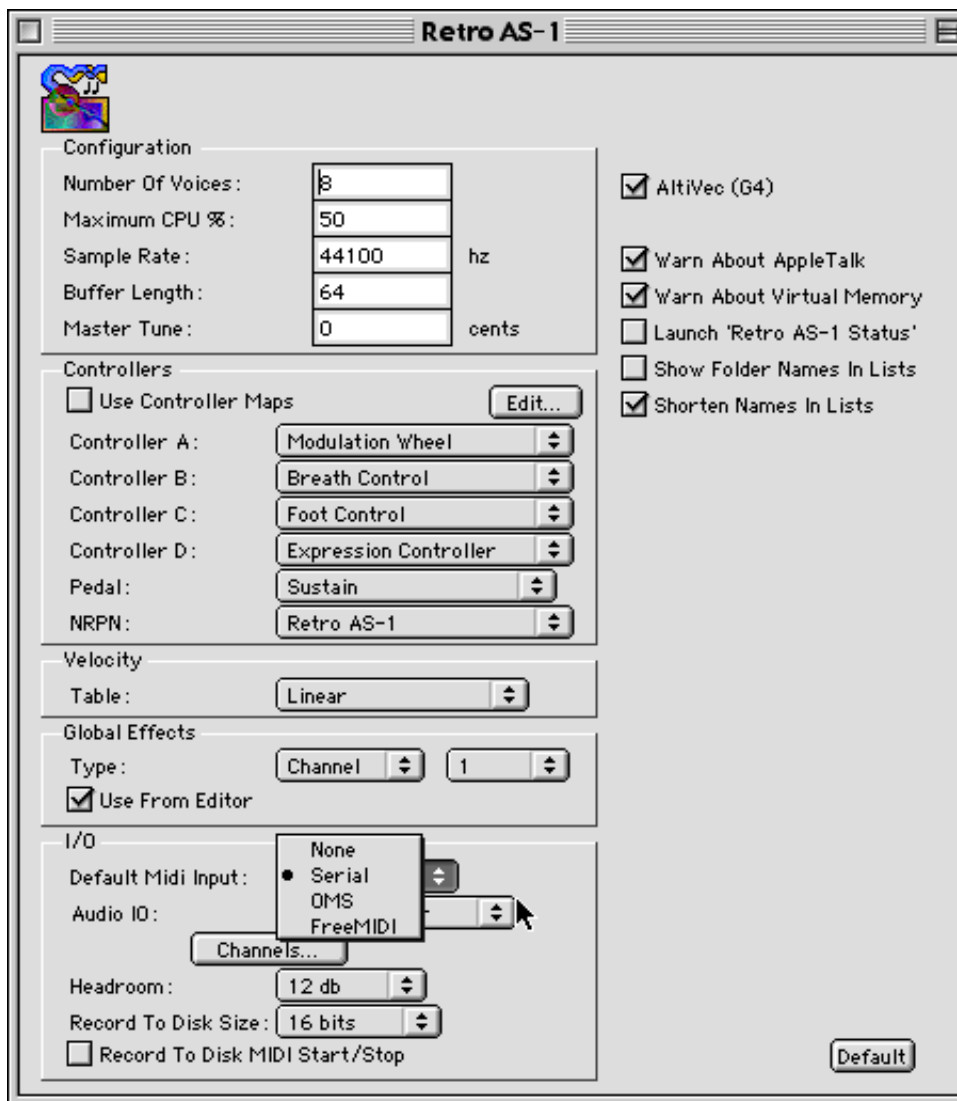 Retro AS-1
Configuration
Number Of Voices: 8
Maximum CPU %: 50
Sample Rate: 44100 hz
Buffer Length: 64
Master Tune: 0 cents
AltiVec (G4)
Warn About AppleTalk
Warn About Virtual Memory
Launch 'Retro AS-1 Status'
Show Folder Names In Lists
Shorten Names In Lists
Controllers
Use Controller Maps Edit...
Controller A: Modulation Wheel
Controller B: Breath Control
Controller C: Foot Control
Controller D: Expression Controller
Pedal: Sustain
NRPN: Retro AS-1
Velocity
Table: Linear
Global Effects
Type: Channel 1
Use From Editor
I/O
Default Midi Input:
None
Serial
OMS
FreeMIDI
Audio IO:
Channels...
Headroom: 12 db
Record To Disk Size: 16 bits
Record To Disk MIDI Start/Stop
Default